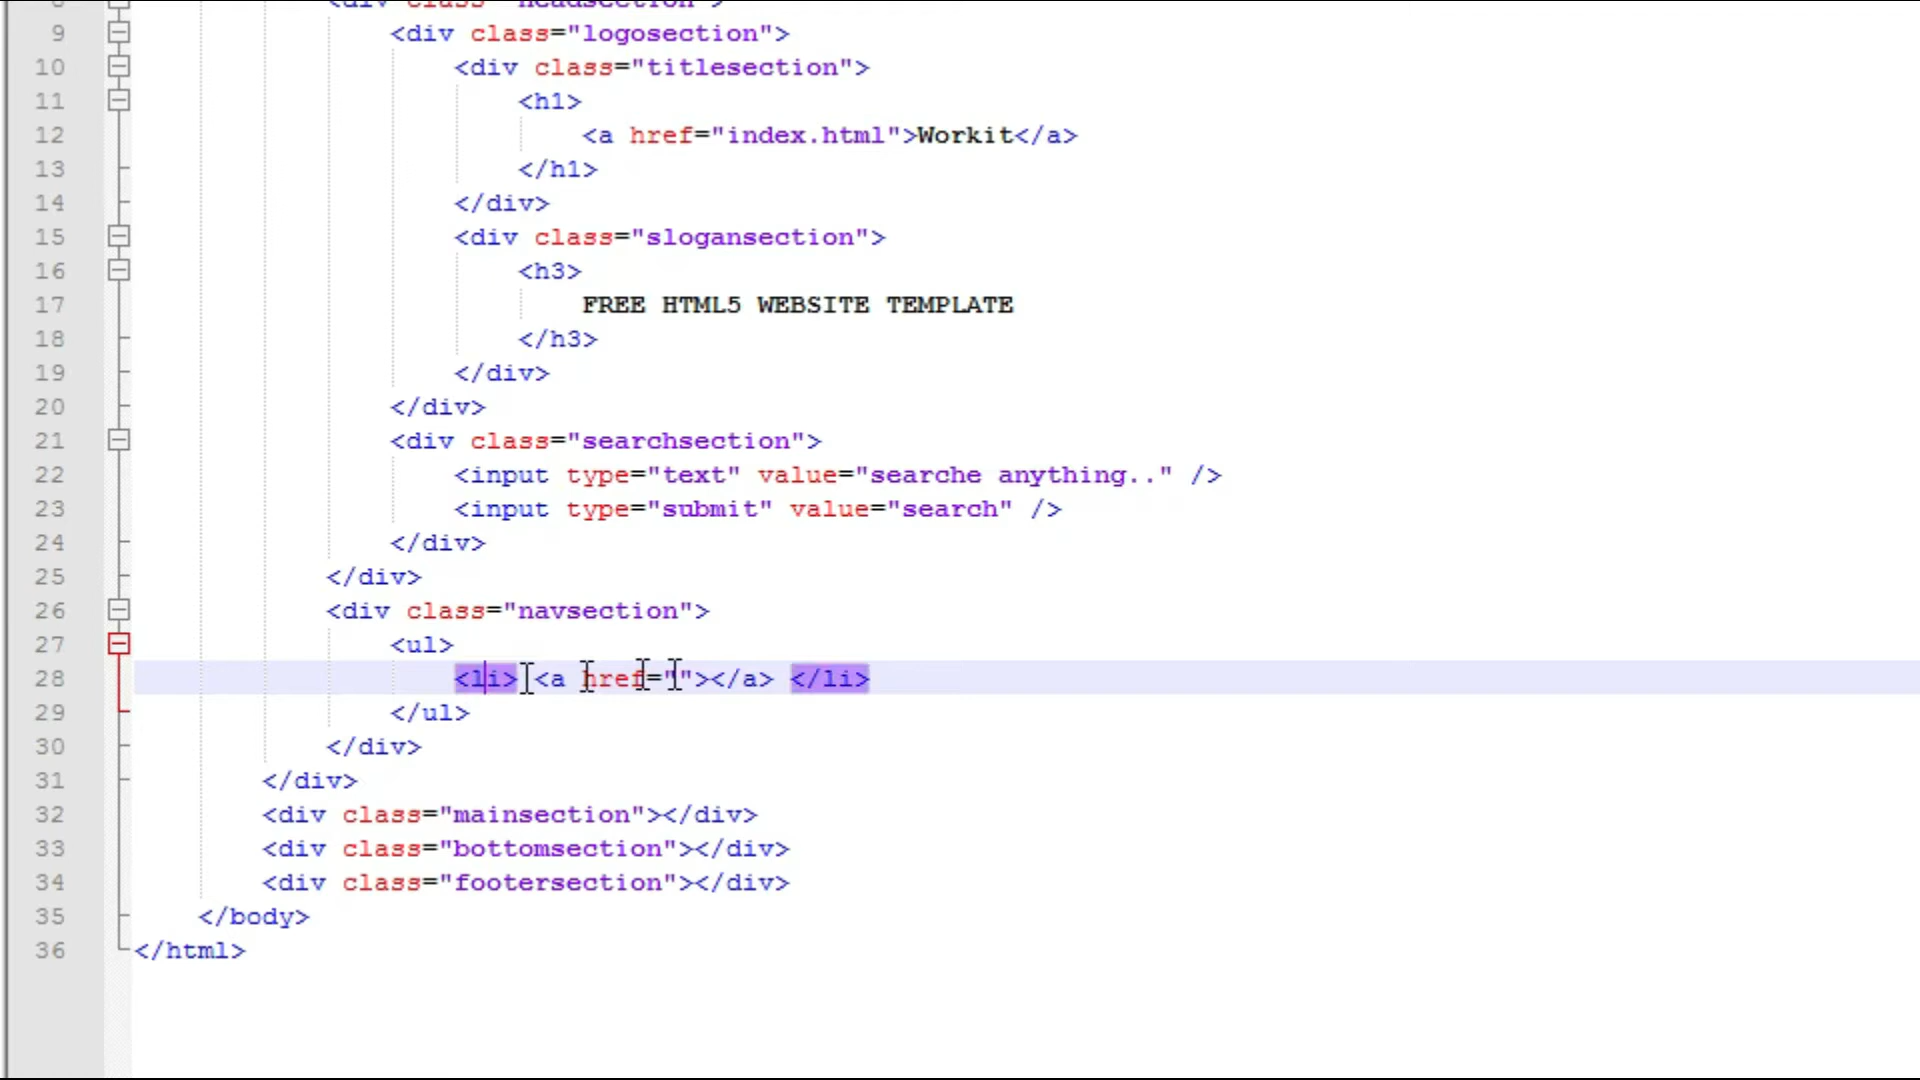 <div class="headsection">
9 <div class="logosection">
10 <div class="titlesection">
11 <h1>
12 <a href="index.html">Workit</a>
13 </h1>
14 </div>
15 <div class="slogansection">
16 <h3>
17 FREE HTML5 WEBSITE TEMPLATE
18 </h3>
19 </div>
20 </div>
21 <div class="searchsection">
22 <input type="text" value="searche anything.." />
23 <input type="submit" value="search" />
24 </div>
25 </div>
26 <div class="navsection">
27 <ul>
28 <li> <a href=""></a> </li>
29 </ul>
30 </div>
31 </div>
32 <div class="mainsection"></div>
33 <div class="bottomsection"></div>
34 <div class="footersection"></div>
35 </body>
36 </html>